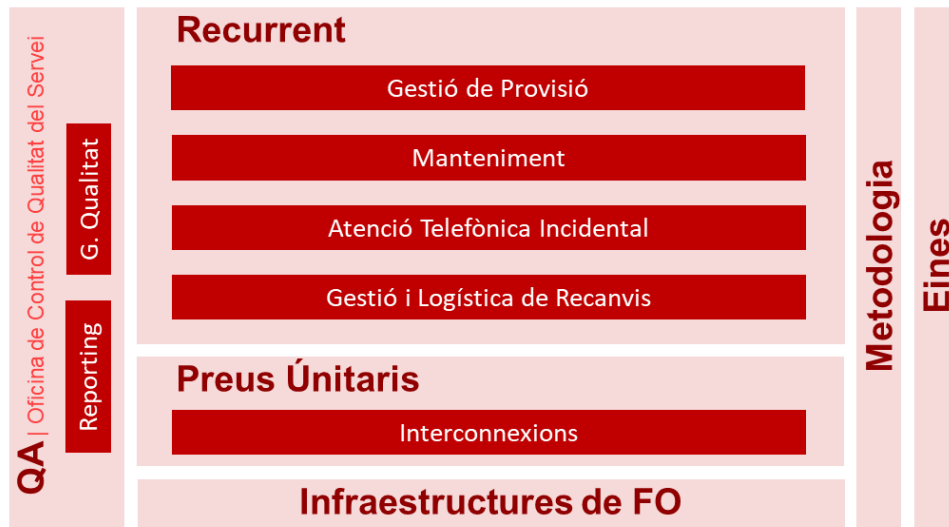 QA | Oficina de Control de Qualitat del Servei
G. Qualitat
Reporting
Recurrent
Gestió de Provisió
Manteniment
Atenció Telefònica Incidental
Gestió i Logística de Recanvis
Preus Únitaris
Interconnexions
Infraestructures de FO
Metodologia
Eines